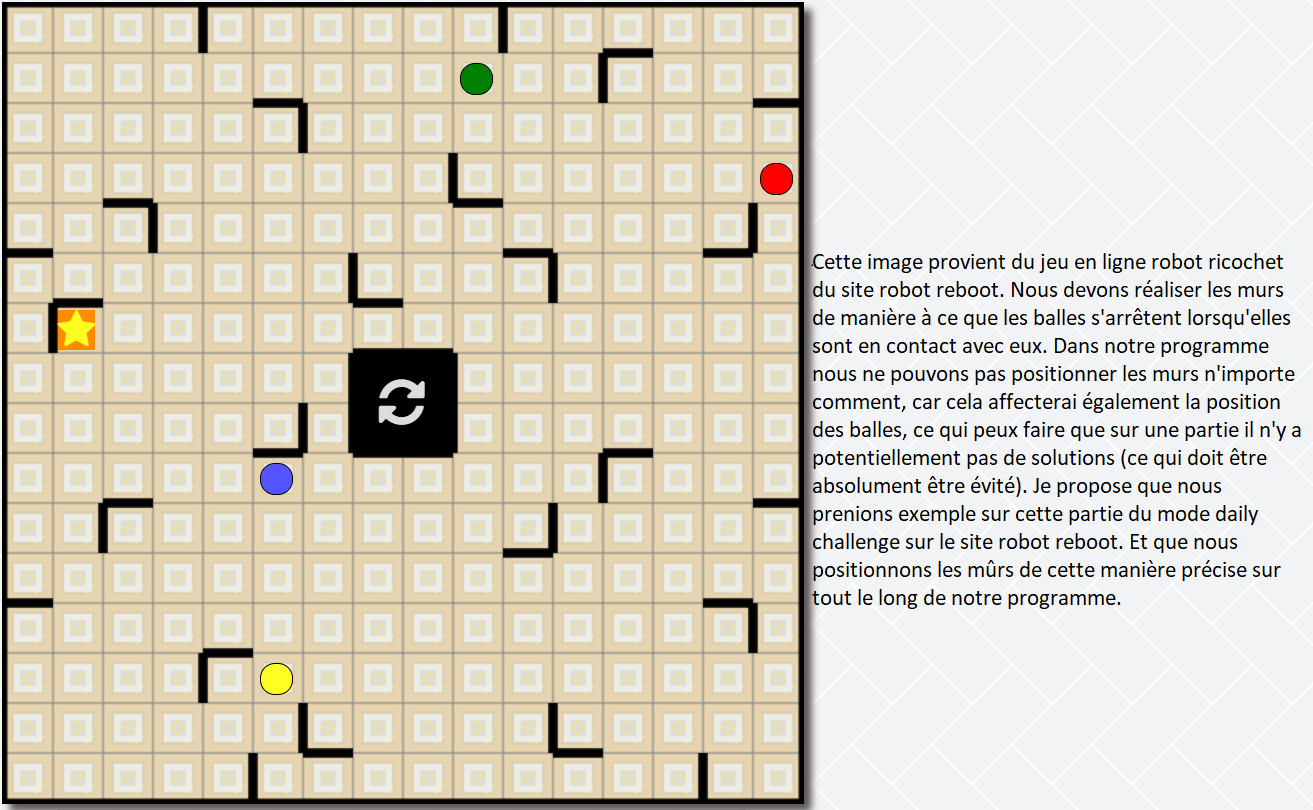 Cette image provient du jeu en ligne robot ricochet
du site robot reboot. Nous devons réaliser les murs
de manière à ce que les balles s'arrêtent lorsqu'elles
sont en contact avec eux. Dans notre programme
nous ne pouvons pas positionner les murs n'importe
comment, car cela affecterai également la position
des balles, ce qui peux faire que sur une partie il n'y a
potentiellement pas de solutions (ce qui doit être
absolument être évité). Je propose que nous
prenions exemple sur cette partie du mode daily
challenge sur le site robot reboot. Et que nous
positionnons les mûrs de cette manière précise sur
tout le long de notre programme.